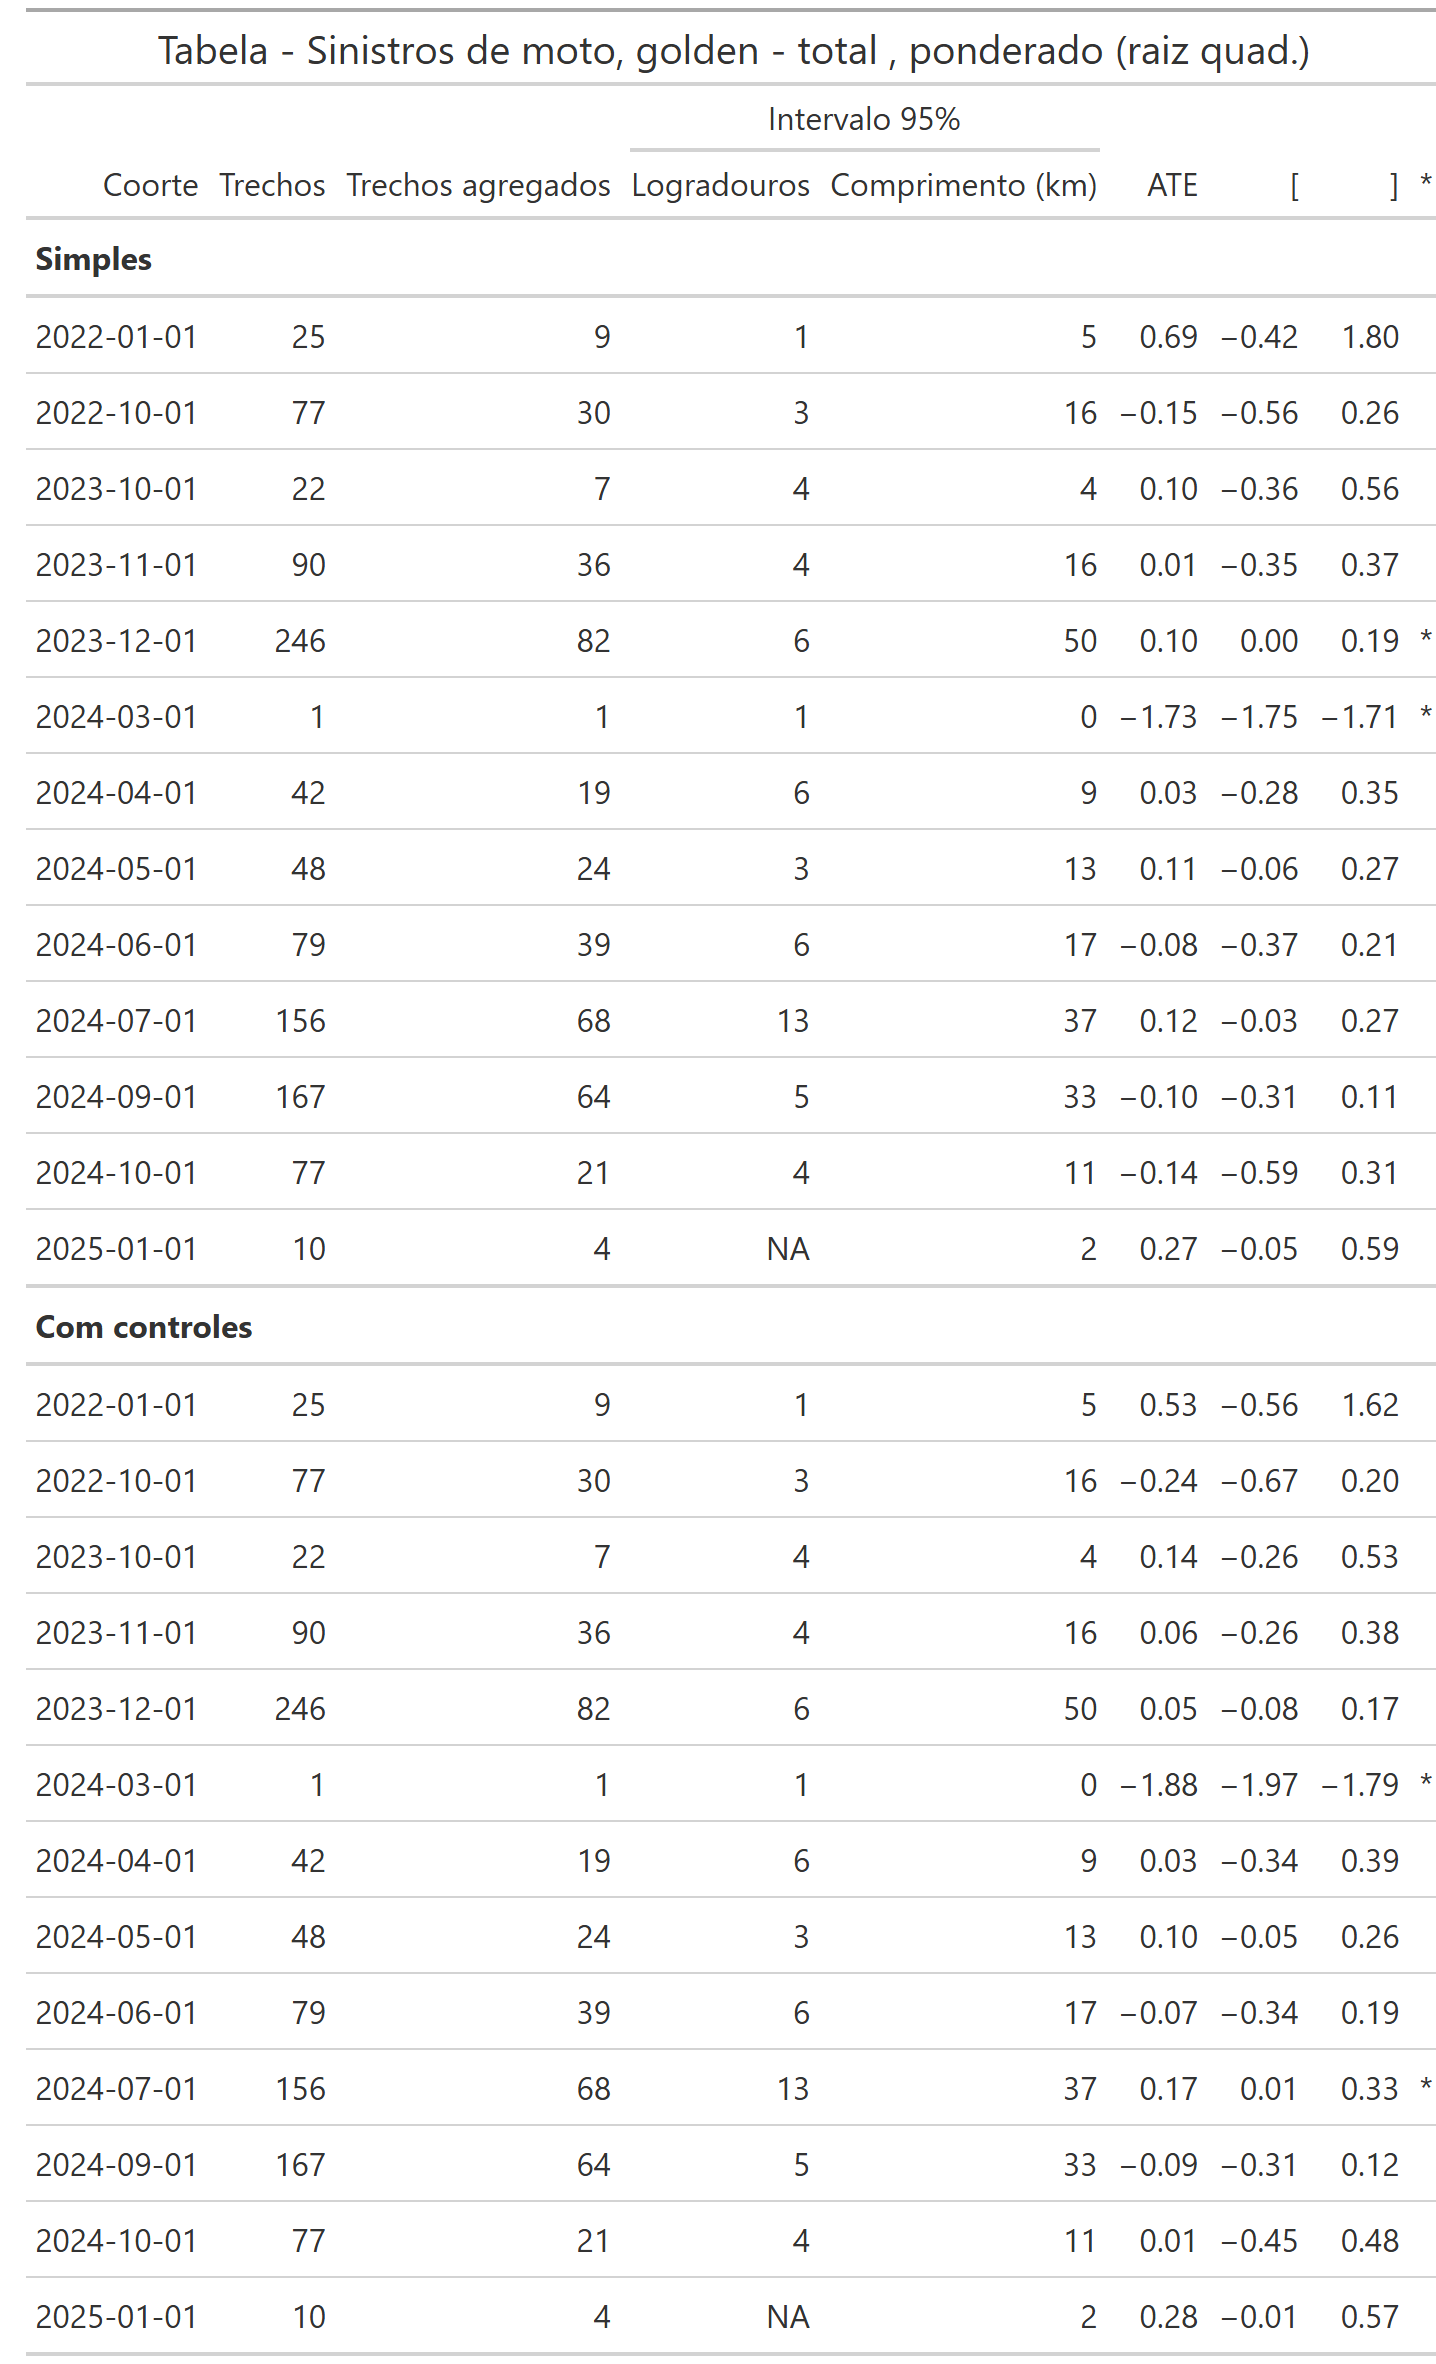 Tabela - Sinistros de moto, golden - total , ponderado (raiz quad.)
Intervalo 95%
Coorte Trechos Trechos agregados Logradouros Comprimento (km) ATE [ ] *
Simples
2022-01-01 25 9 1 5 0.69 −0.42 1.80
2022-10-01 77 30 3 16 −0.15 −0.56 0.26
2023-10-01 22 7 4 4 0.10 −0.36 0.56
2023-11-01 90 36 4 16 0.01 −0.35 0.37
2023-12-01 246 82 6 50 0.10 0.00 0.19 *
2024-03-01 1 1 1 0 −1.73 −1.75 −1.71 *
2024-04-01 42 19 6 9 0.03 −0.28 0.35
2024-05-01 48 24 3 13 0.11 −0.06 0.27
2024-06-01 79 39 6 17 −0.08 −0.37 0.21
2024-07-01 156 68 13 37 0.12 −0.03 0.27
2024-09-01 167 64 5 33 −0.10 −0.31 0.11
2024-10-01 77 21 4 11 −0.14 −0.59 0.31
2025-01-01 10 4 NA 2 0.27 −0.05 0.59
Com controles
2022-01-01 25 9 1 5 0.53 −0.56 1.62
2022-10-01 77 30 3 16 −0.24 −0.67 0.20
2023-10-01 22 7 4 4 0.14 −0.26 0.53
2023-11-01 90 36 4 16 0.06 −0.26 0.38
2023-12-01 246 82 6 50 0.05 −0.08 0.17
2024-03-01 1 1 1 0 −1.88 −1.97 −1.79 *
2024-04-01 42 19 6 9 0.03 −0.34 0.39
2024-05-01 48 24 3 13 0.10 −0.05 0.26
2024-06-01 79 39 6 17 −0.07 −0.34 0.19
2024-07-01 156 68 13 37 0.17 0.01 0.33 *
2024-09-01 167 64 5 33 −0.09 −0.31 0.12
2024-10-01 77 21 4 11 0.01 −0.45 0.48
2025-01-01 10 4 NA 2 0.28 −0.01 0.57